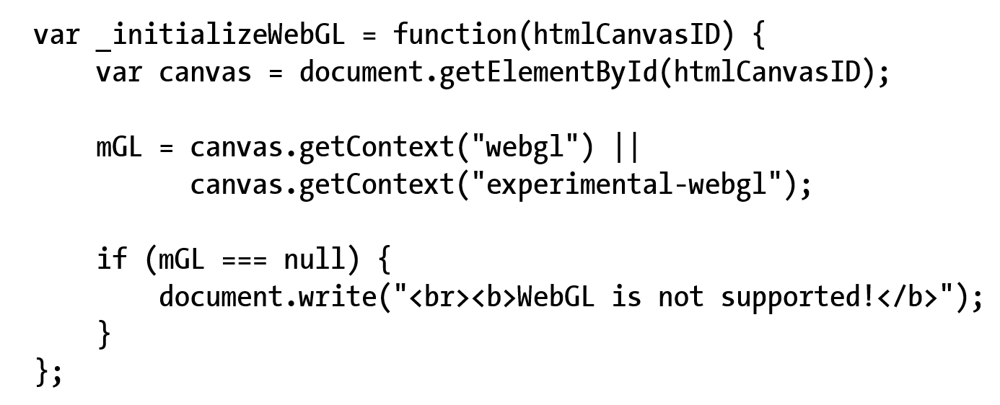 var _initializeWebGL = function(htmlCanvasID) {
    var canvas = document.getElementById(htmlCanvasID);

    mGL = canvas.getContext("webgl") ||
          canvas.getContext("experimental-webgl");

    if (mGL === null) {
        document.write("<br><b>WebGL is not supported!</b>");
    }
};